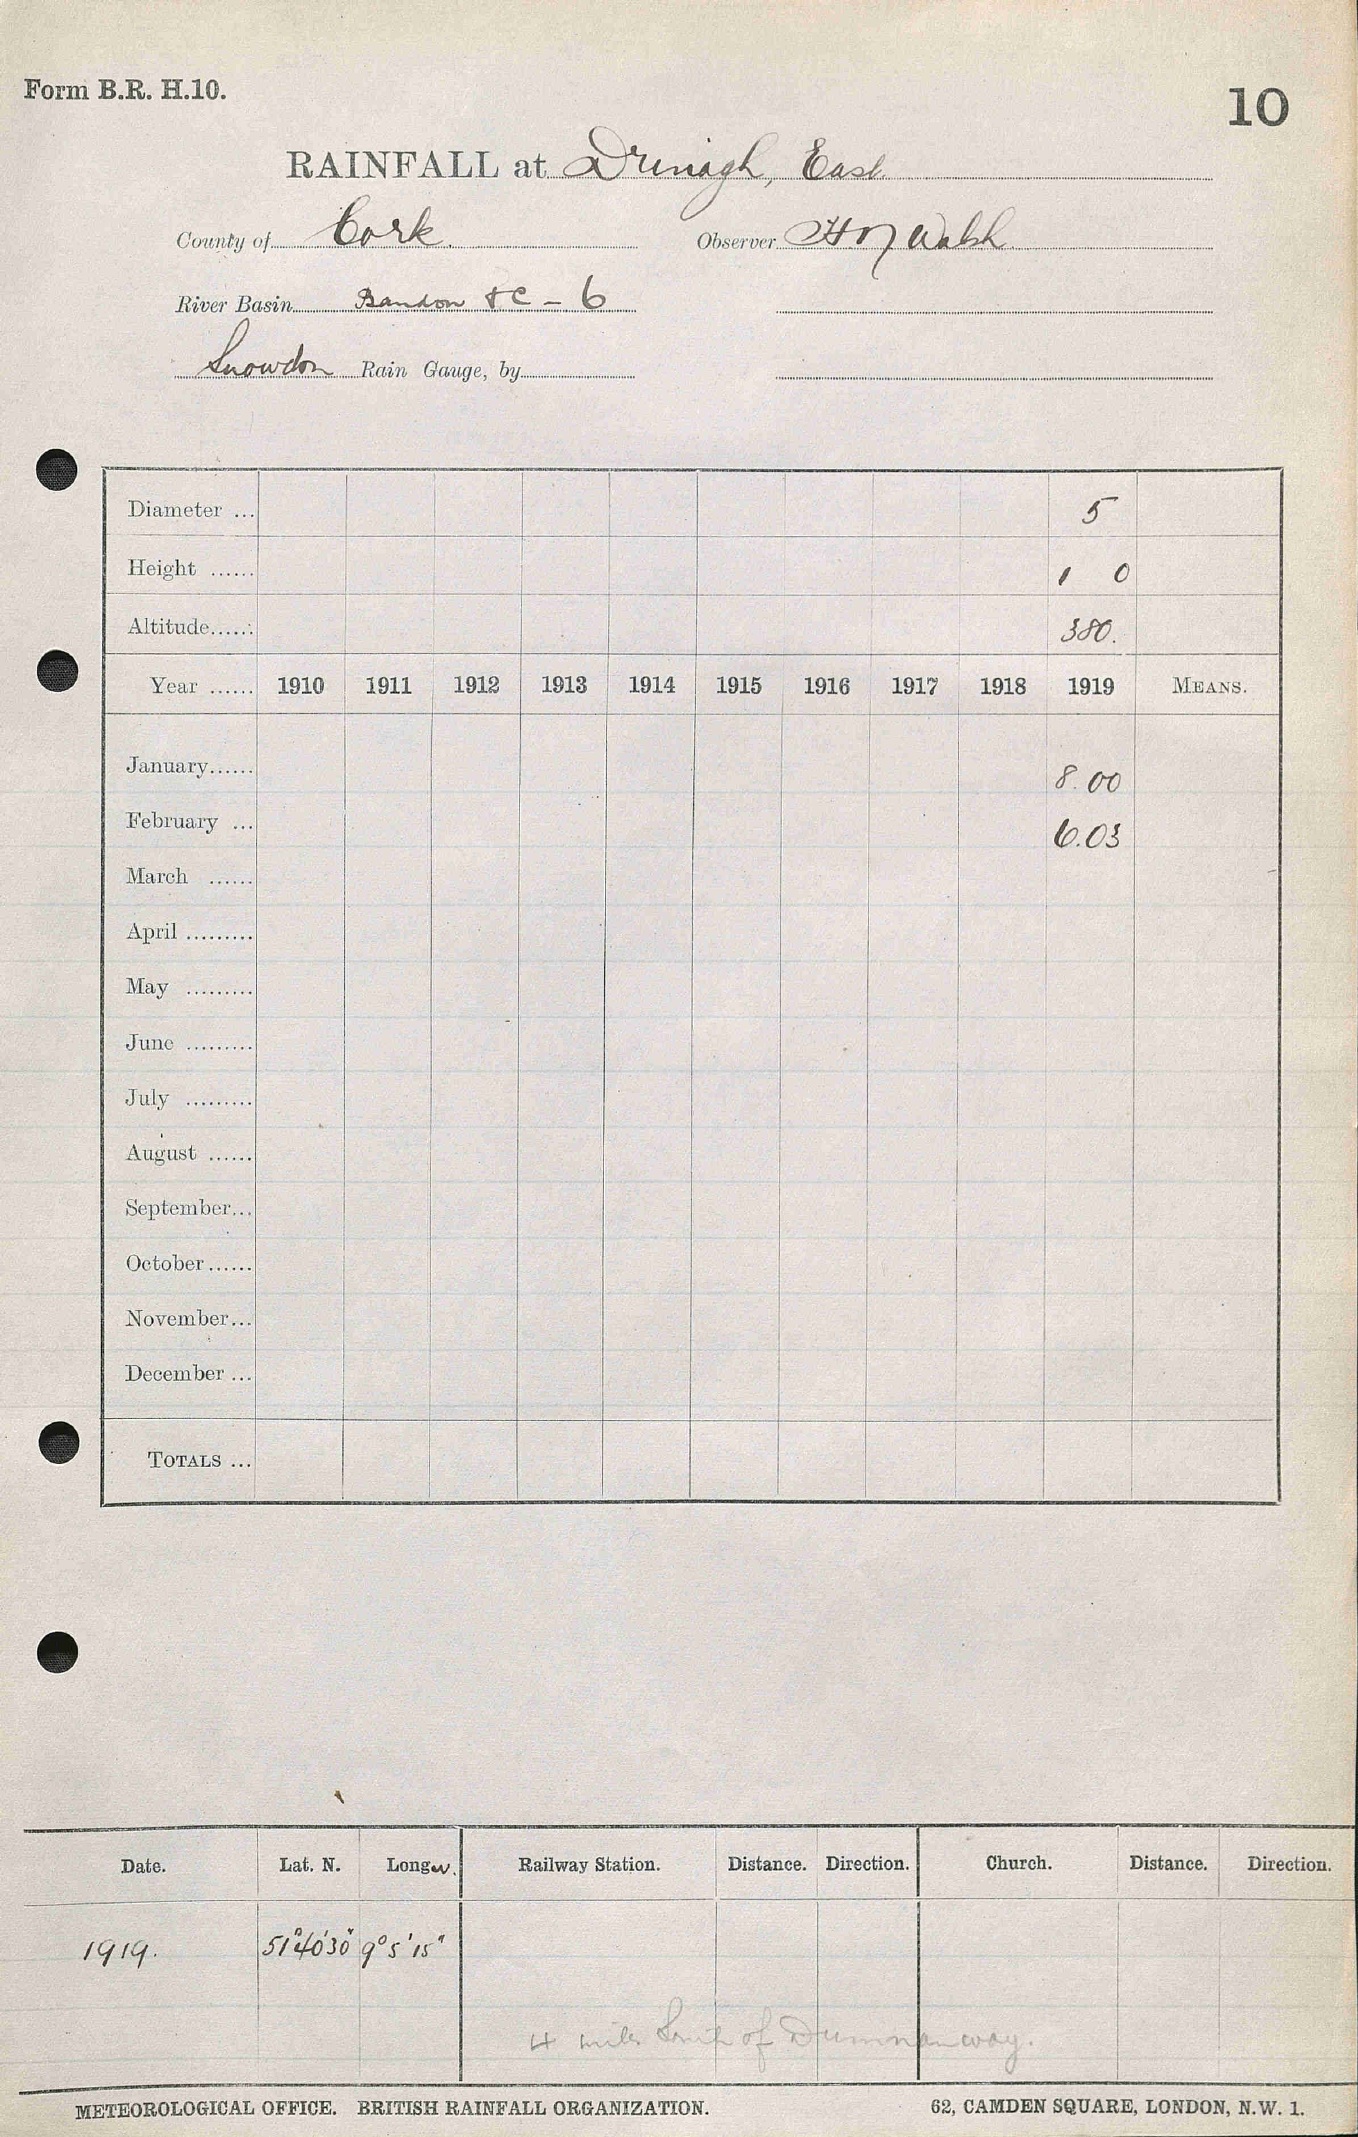 Form B.R. H.10.
10
RAINFALL at Drinagh, East
County of Cork. Observer H M Walsh
River Basin Bandon & C - 6
Snowdon Rain Gauge, by
Diameter ... 5
Height ...... 1 0
Altitude...... 380.
Year ...... 1910 1911 1912 1913 1914 1915 1916 1917 1918 1919 MEANS.
January...... 8.00
February ... 6.03
March ......
April .........
May .........
June .........
July .........
August ......
September...
October......
November...
December ...
TOTALS ...
Date. Lat. N. Long W. Railway Station. Distance. Direction. Church. Distance. Direction.
1919. 51°40'30" 9°5'15"
4 miles South of Dunmanway.
METEOROLOGICAL OFFICE. BRITISH RAINFALL ORGANIZATION. 62, CAMDEN SQUARE, LONDON, N.W. 1.